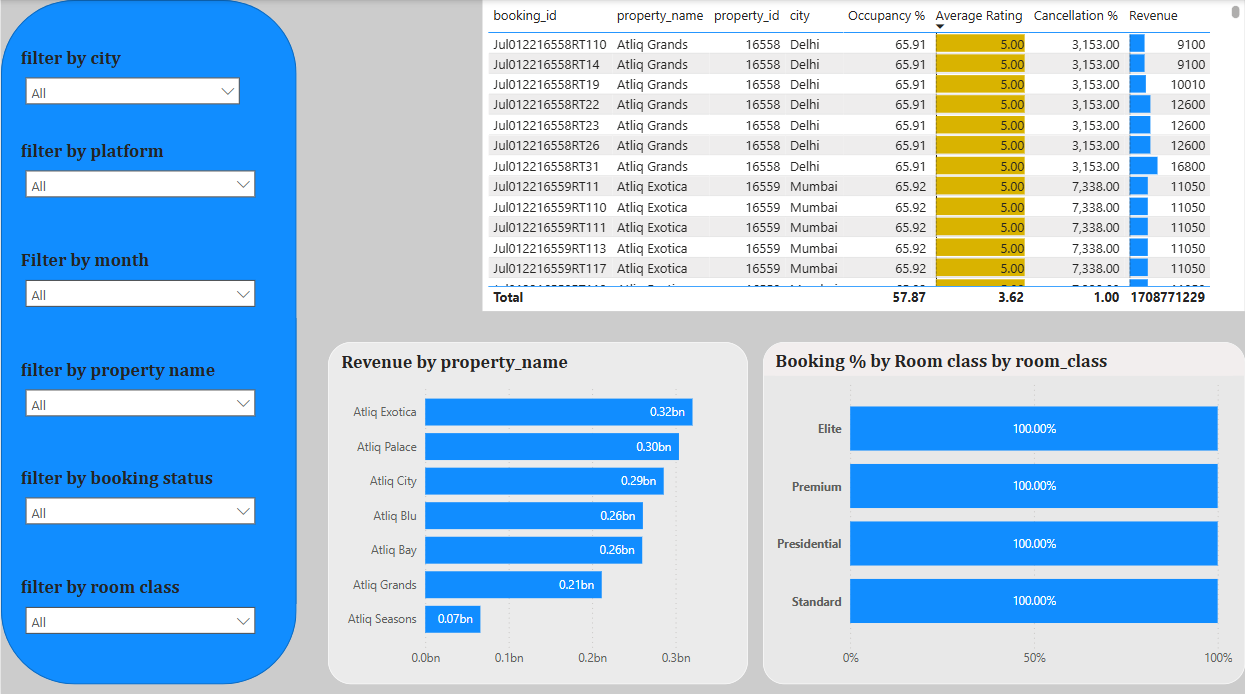 filter by city
All
filter by platform
All
Filter by month
All
filter by property name
All
filter by booking status
All
filter by room class
All
booking_id property_name property_id city Occupancy % Average Rating Cancellation % Revenue
Jul012216558RT110 Atliq Grands 16558 Delhi 65.91 5.00 3,153.00 9100
Jul012216558RT14 Atliq Grands 16558 Delhi 65.91 5.00 3,153.00 9100
Jul012216558RT19 Atliq Grands 16558 Delhi 65.91 5.00 3,153.00 10010
Jul012216558RT22 Atliq Grands 16558 Delhi 65.91 5.00 3,153.00 12600
Jul012216558RT23 Atliq Grands 16558 Delhi 65.91 5.00 3,153.00 12600
Jul012216558RT26 Atliq Grands 16558 Delhi 65.91 5.00 3,153.00 12600
Jul012216558RT31 Atliq Grands 16558 Delhi 65.91 5.00 3,153.00 16800
Jul012216559RT11 Atliq Exotica 16559 Mumbai 65.92 5.00 7,338.00 11050
Jul012216559RT110 Atliq Exotica 16559 Mumbai 65.92 5.00 7,338.00 11050
Jul012216559RT111 Atliq Exotica 16559 Mumbai 65.92 5.00 7,338.00 11050
Jul012216559RT113 Atliq Exotica 16559 Mumbai 65.92 5.00 7,338.00 11050
Jul012216559RT117 Atliq Exotica 16559 Mumbai 65.92 5.00 7,338.00 11050
Total 57.87 3.62 1.00 1708771229
Revenue by property_name
Atliq Exotica 0.32bn
Atliq Palace 0.30bn
Atliq City 0.29bn
Atliq Blu 0.26bn
Atliq Bay 0.26bn
Atliq Grands 0.21bn
Atliq Seasons 0.07bn
0.0bn 0.1bn 0.2bn 0.3bn
Booking % by Room class by room_class
Elite 100.00%
Premium 100.00%
Presidential 100.00%
Standard 100.00%
0% 50% 100%